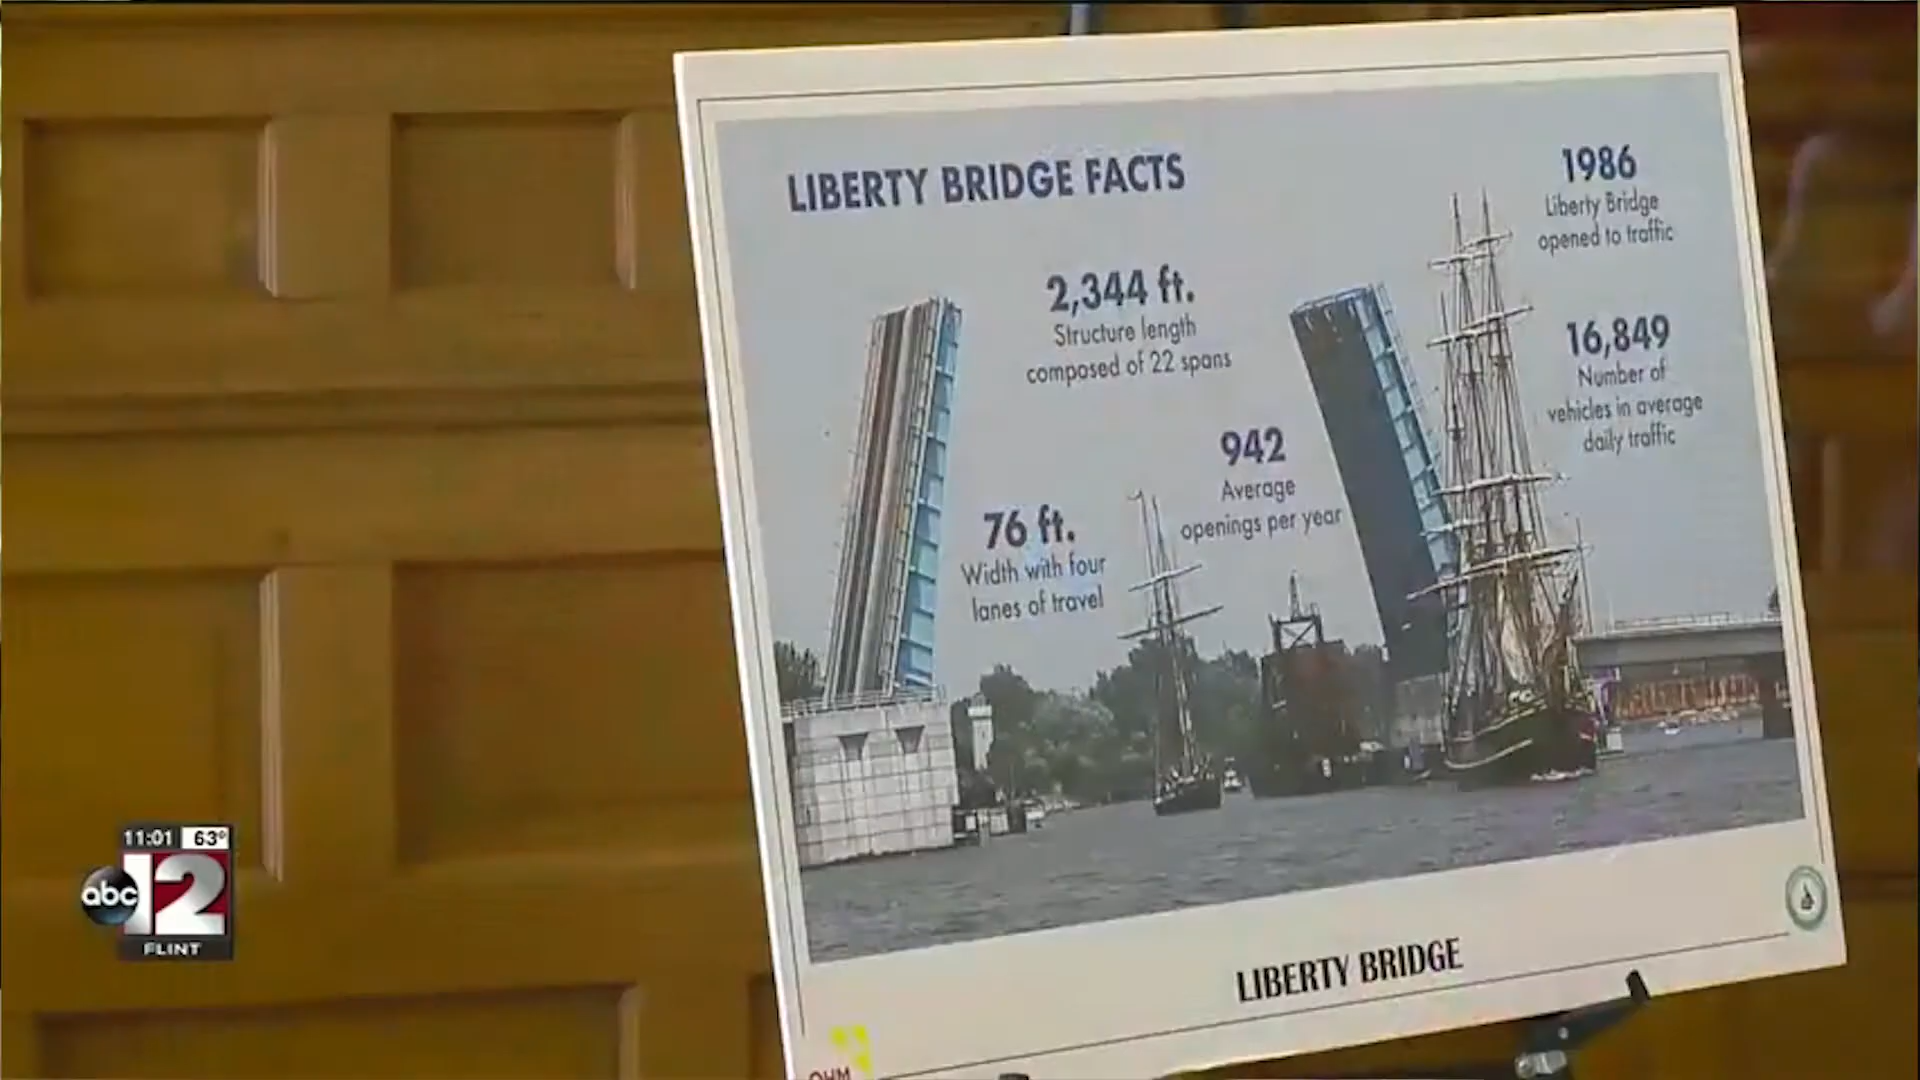 LIBERTY BRIDGE FACTS
1986
Liberty Bridge
opened to traffic
2,344 ft.
Structure length
composed of 22 spans
16,849
Number of
vehicles in average
daily traffic
942
Average
openings per year
76 ft.
Width with four
lanes of travel
LIBERTY BRIDGE
OHM
11:01 63°
abc 12
FLINT